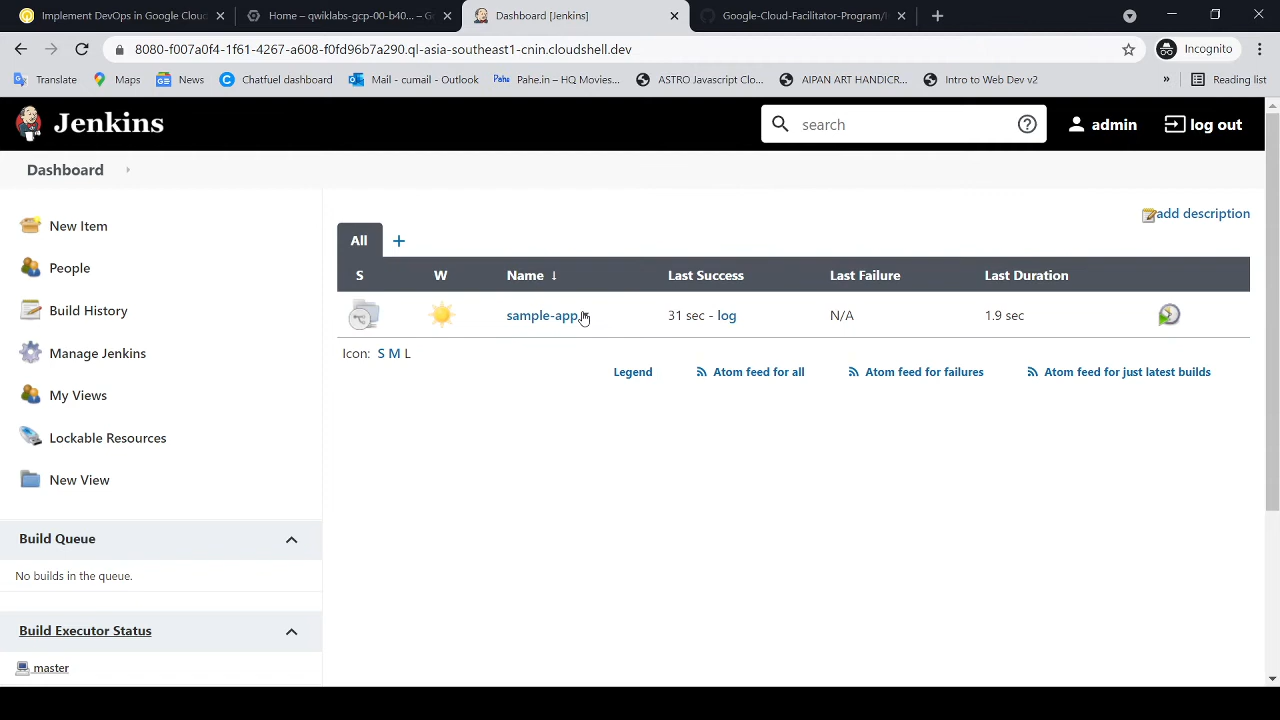 Implement DevOps in Google Cloud
Home – qwiklabs-gcp-00-b40... – G
Dashboard [Jenkins]
Google-Cloud-Facilitator-Program/
8080-f007a0f4-1f61-4267-a608-f0fd96b7a290.ql-asia-southeast1-cnin.cloudshell.dev
Incognito
Translate
Maps
News
Chatfuel dashboard
Mail - cumail - Outlook
Pahe.in – HQ Movies...
ASTRO Javascript Clo...
AIPAN ART HANDICR...
Intro to Web Dev v2
»
Reading list
Jenkins
search
admin
log out
Dashboard
New Item
People
Build History
Manage Jenkins
My Views
Lockable Resources
New View
Build Queue
No builds in the queue.
Build Executor Status
master
add description
All +
S W Name ↓ Last Success Last Failure Last Duration
sample-app 31 sec - log N/A 1.9 sec
Icon: S M L
Legend Atom feed for all Atom feed for failures Atom feed for just latest builds